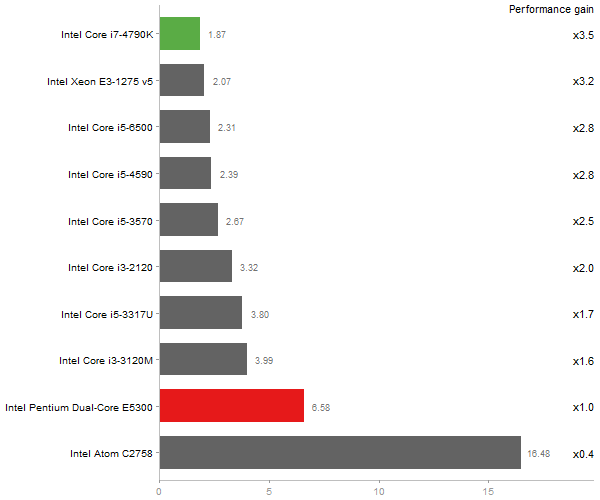 Performance gain
Intel Core i7-4790K 1.87 x3.5
Intel Xeon E3-1275 v5 2.07 x3.2
Intel Core i5-6500 2.31 x2.8
Intel Core i5-4590 2.39 x2.8
Intel Core i5-3570 2.67 x2.5
Intel Core i3-2120 3.32 x2.0
Intel Core i5-3317U 3.80 x1.7
Intel Core i3-3120M 3.99 x1.6
Intel Pentium Dual-Core E5300 6.58 x1.0
Intel Atom C2758 16.48 x0.4
0 5 10 15